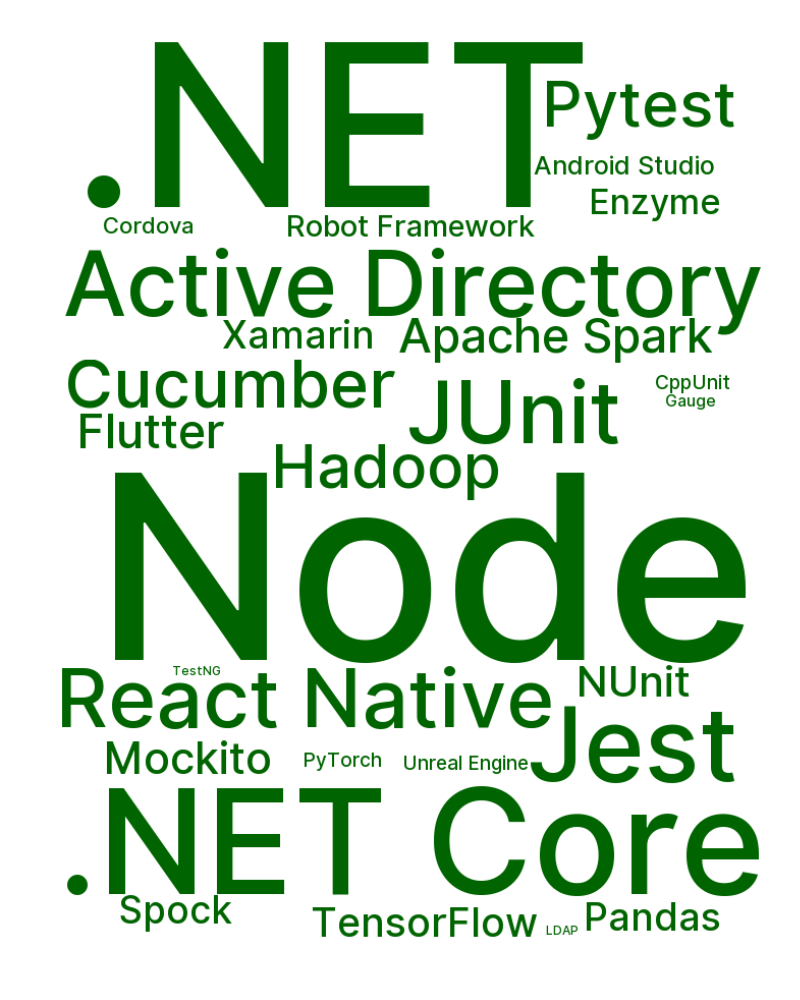 .NET
Pytest
Android Studio
Enzyme
Cordova
Robot Framework
Active Directory
Xamarin
Apache Spark
Cucumber
JUnit
CppUnit
Gauge
Flutter
Hadoop
Node
TestNG
React Native
NUnit
Jest
Mockito
PyTorch
Unreal Engine
.NET Core
Spock
TensorFlow
LDAP
Pandas